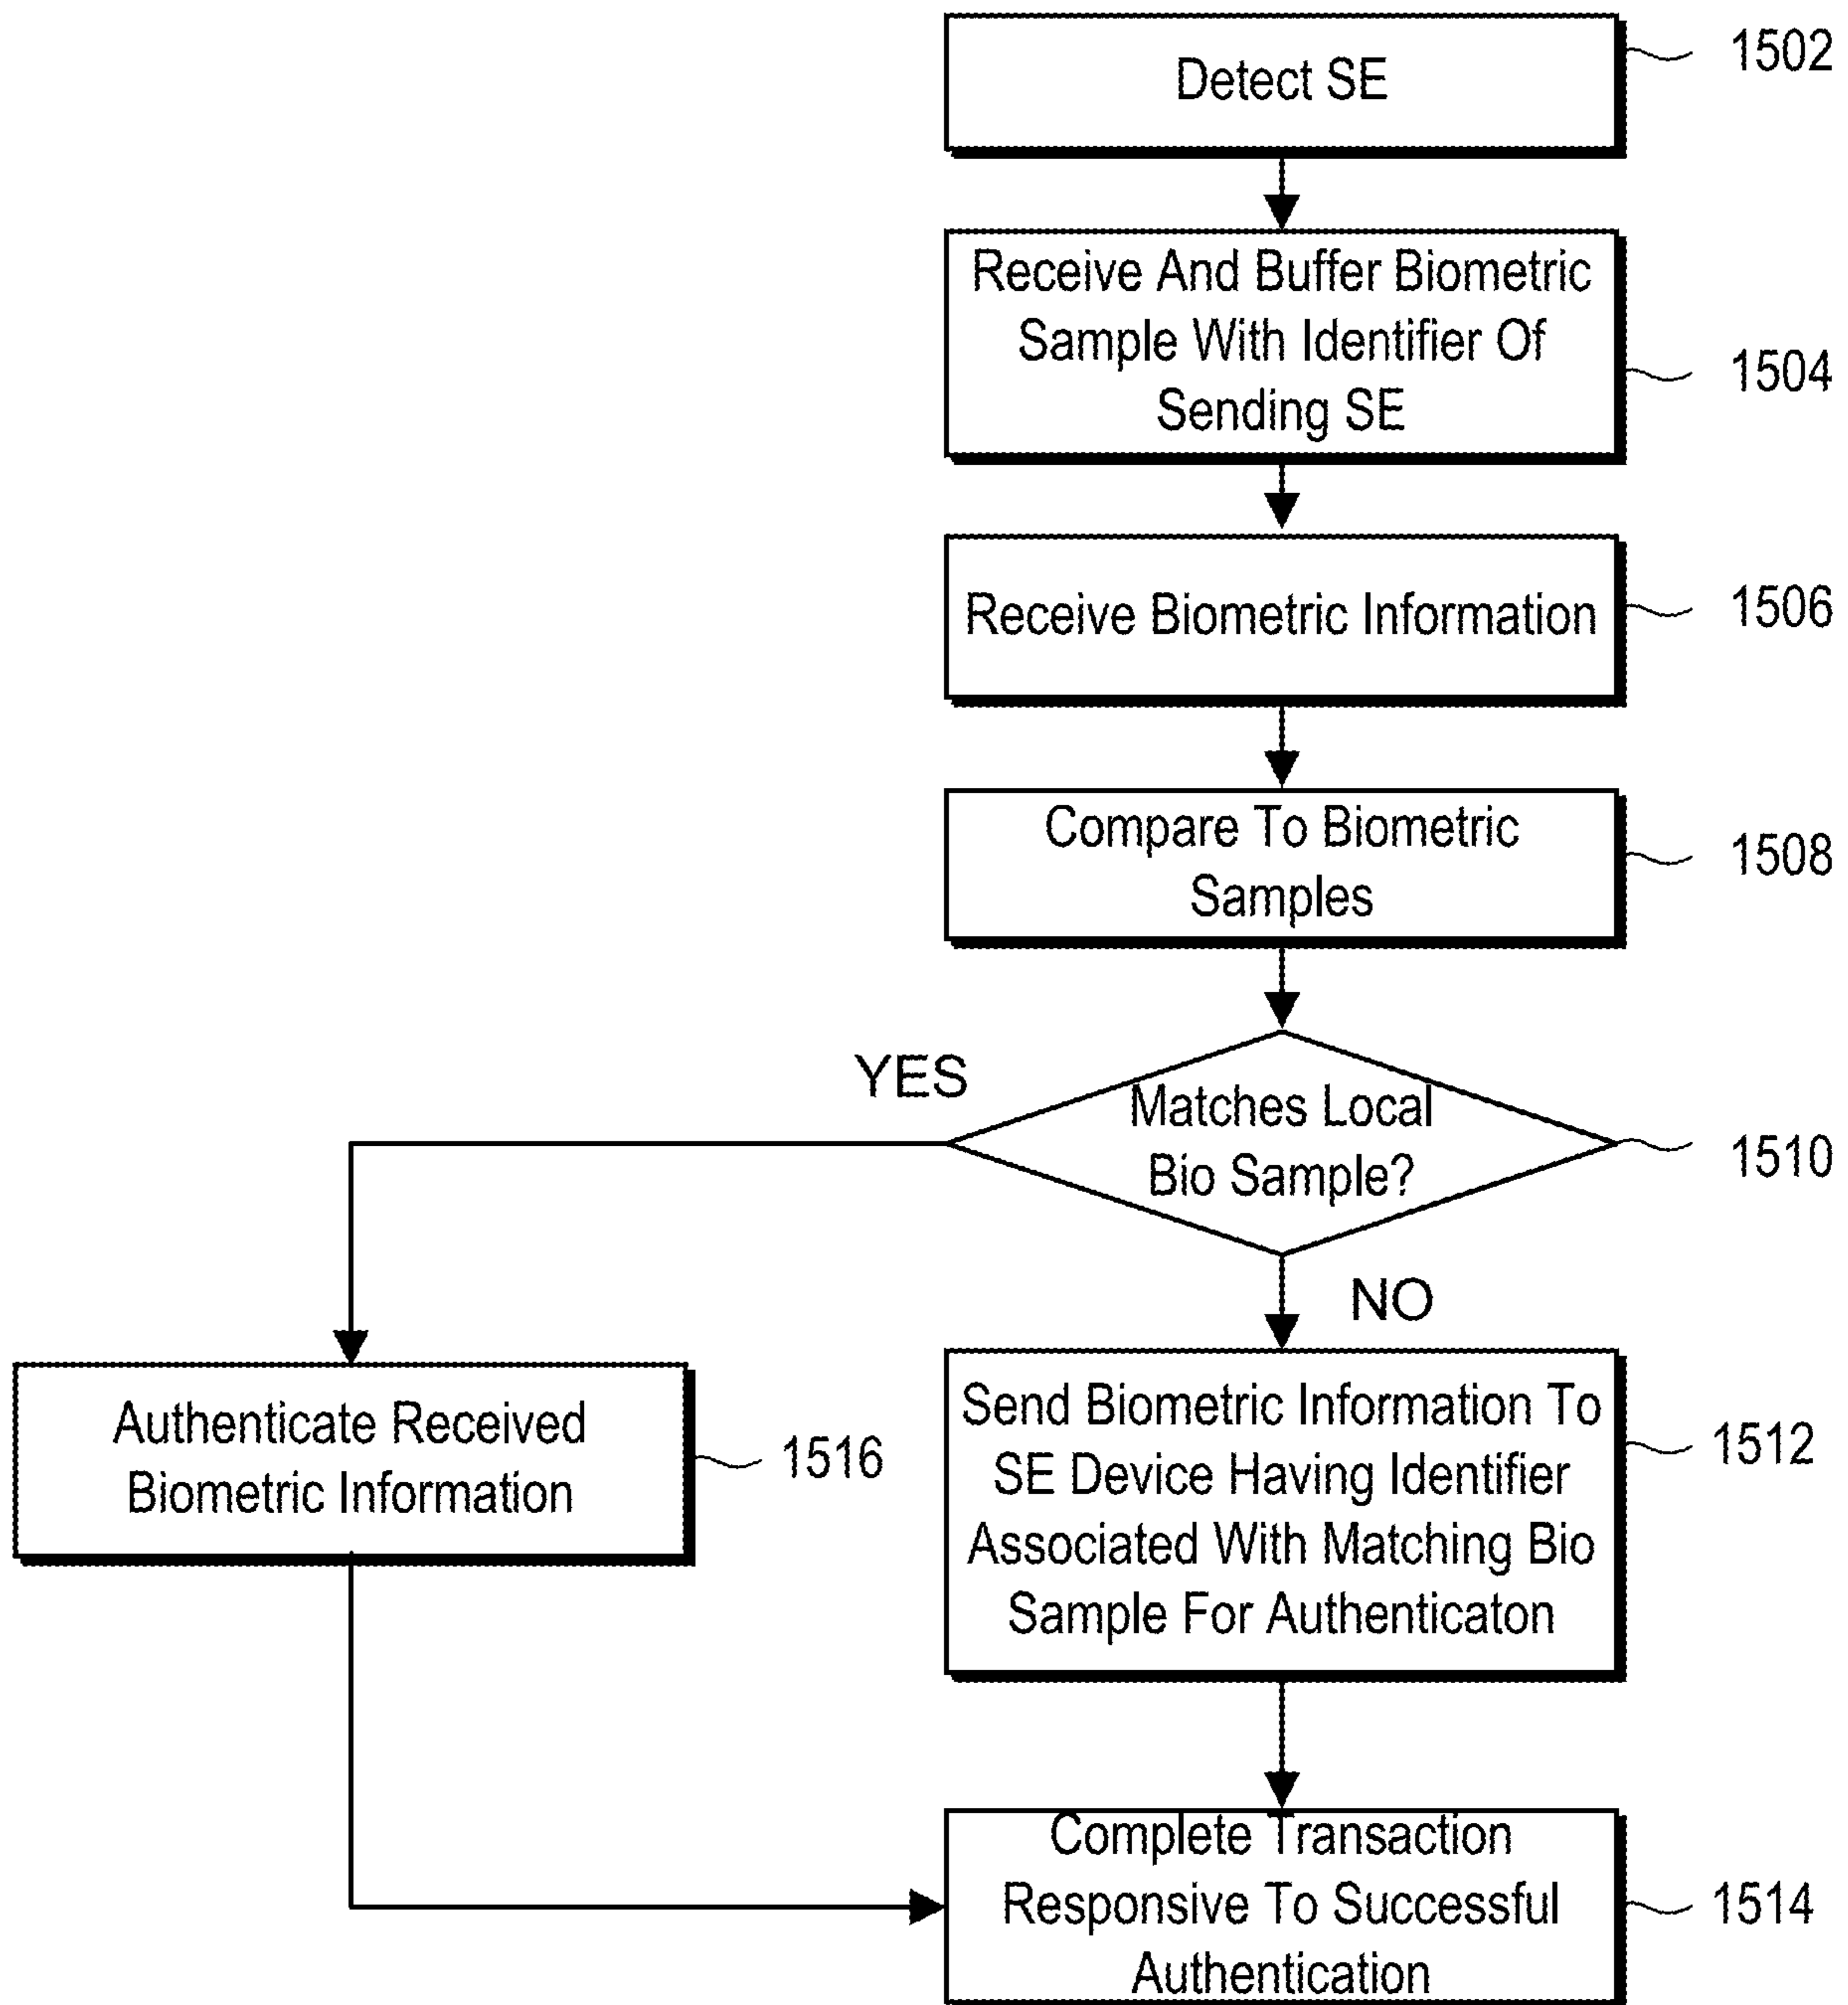 Detect SE
1502
Receive And Buffer Biometric
Sample With Identifier Of
Sending SE
1504
Receive Biometric Information
1506
Compare To Biometric
Samples
1508
YES
Matches Local
Bio Sample?
1510
NO
Authenticate Received
Biometric Information
1516
Send Biometric Information To
SE Device Having Identifier
Associated With Matching Bio
Sample For Authenticaton
1512
Complete Transaction
Responsive To Successful
Authentication
1514